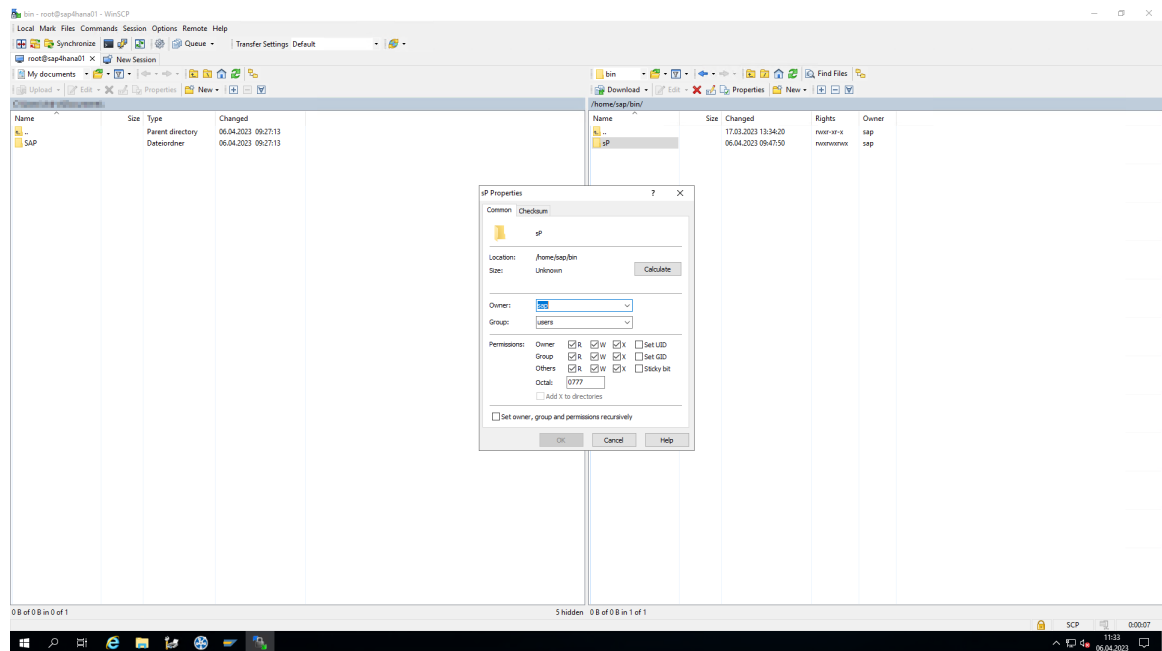 bin - root@sap4hana01 - WinSCP
Local Mark Files Commands Session Options Remote Help
Synchronize Queue Transfer Settings Default
root@sap4hana01 X New Session
My documents
bin Find Files
Upload Edit Properties New
Download Edit Properties New
/home/sap/bin/
Name Size Type Changed
.. Parent directory 06.04.2023 09:27:13
SAP Dateiordner 06.04.2023 09:27:13
Name Size Changed Rights Owner
.. 17.03.2023 13:34:20 rwxr-xr-x sap
sP 06.04.2023 09:47:50 rwxrwxrwx sap
sP Properties ?
Common Checksum
sP
Location: /home/sap/bin
Size: Unknown Calculate
Owner: sap
Group: users
Permissions: Owner R W X Set UID
Group R W X Set GID
Others R W X Sticky bit
Octal: 0777
Add X to directories
Set owner, group and permissions recursively
OK Cancel Help
0 B of 0 B in 0 of 1 5 hidden
0 B of 0 B in 1 of 1
SCP 0:00:07
11:33
06.04.2023